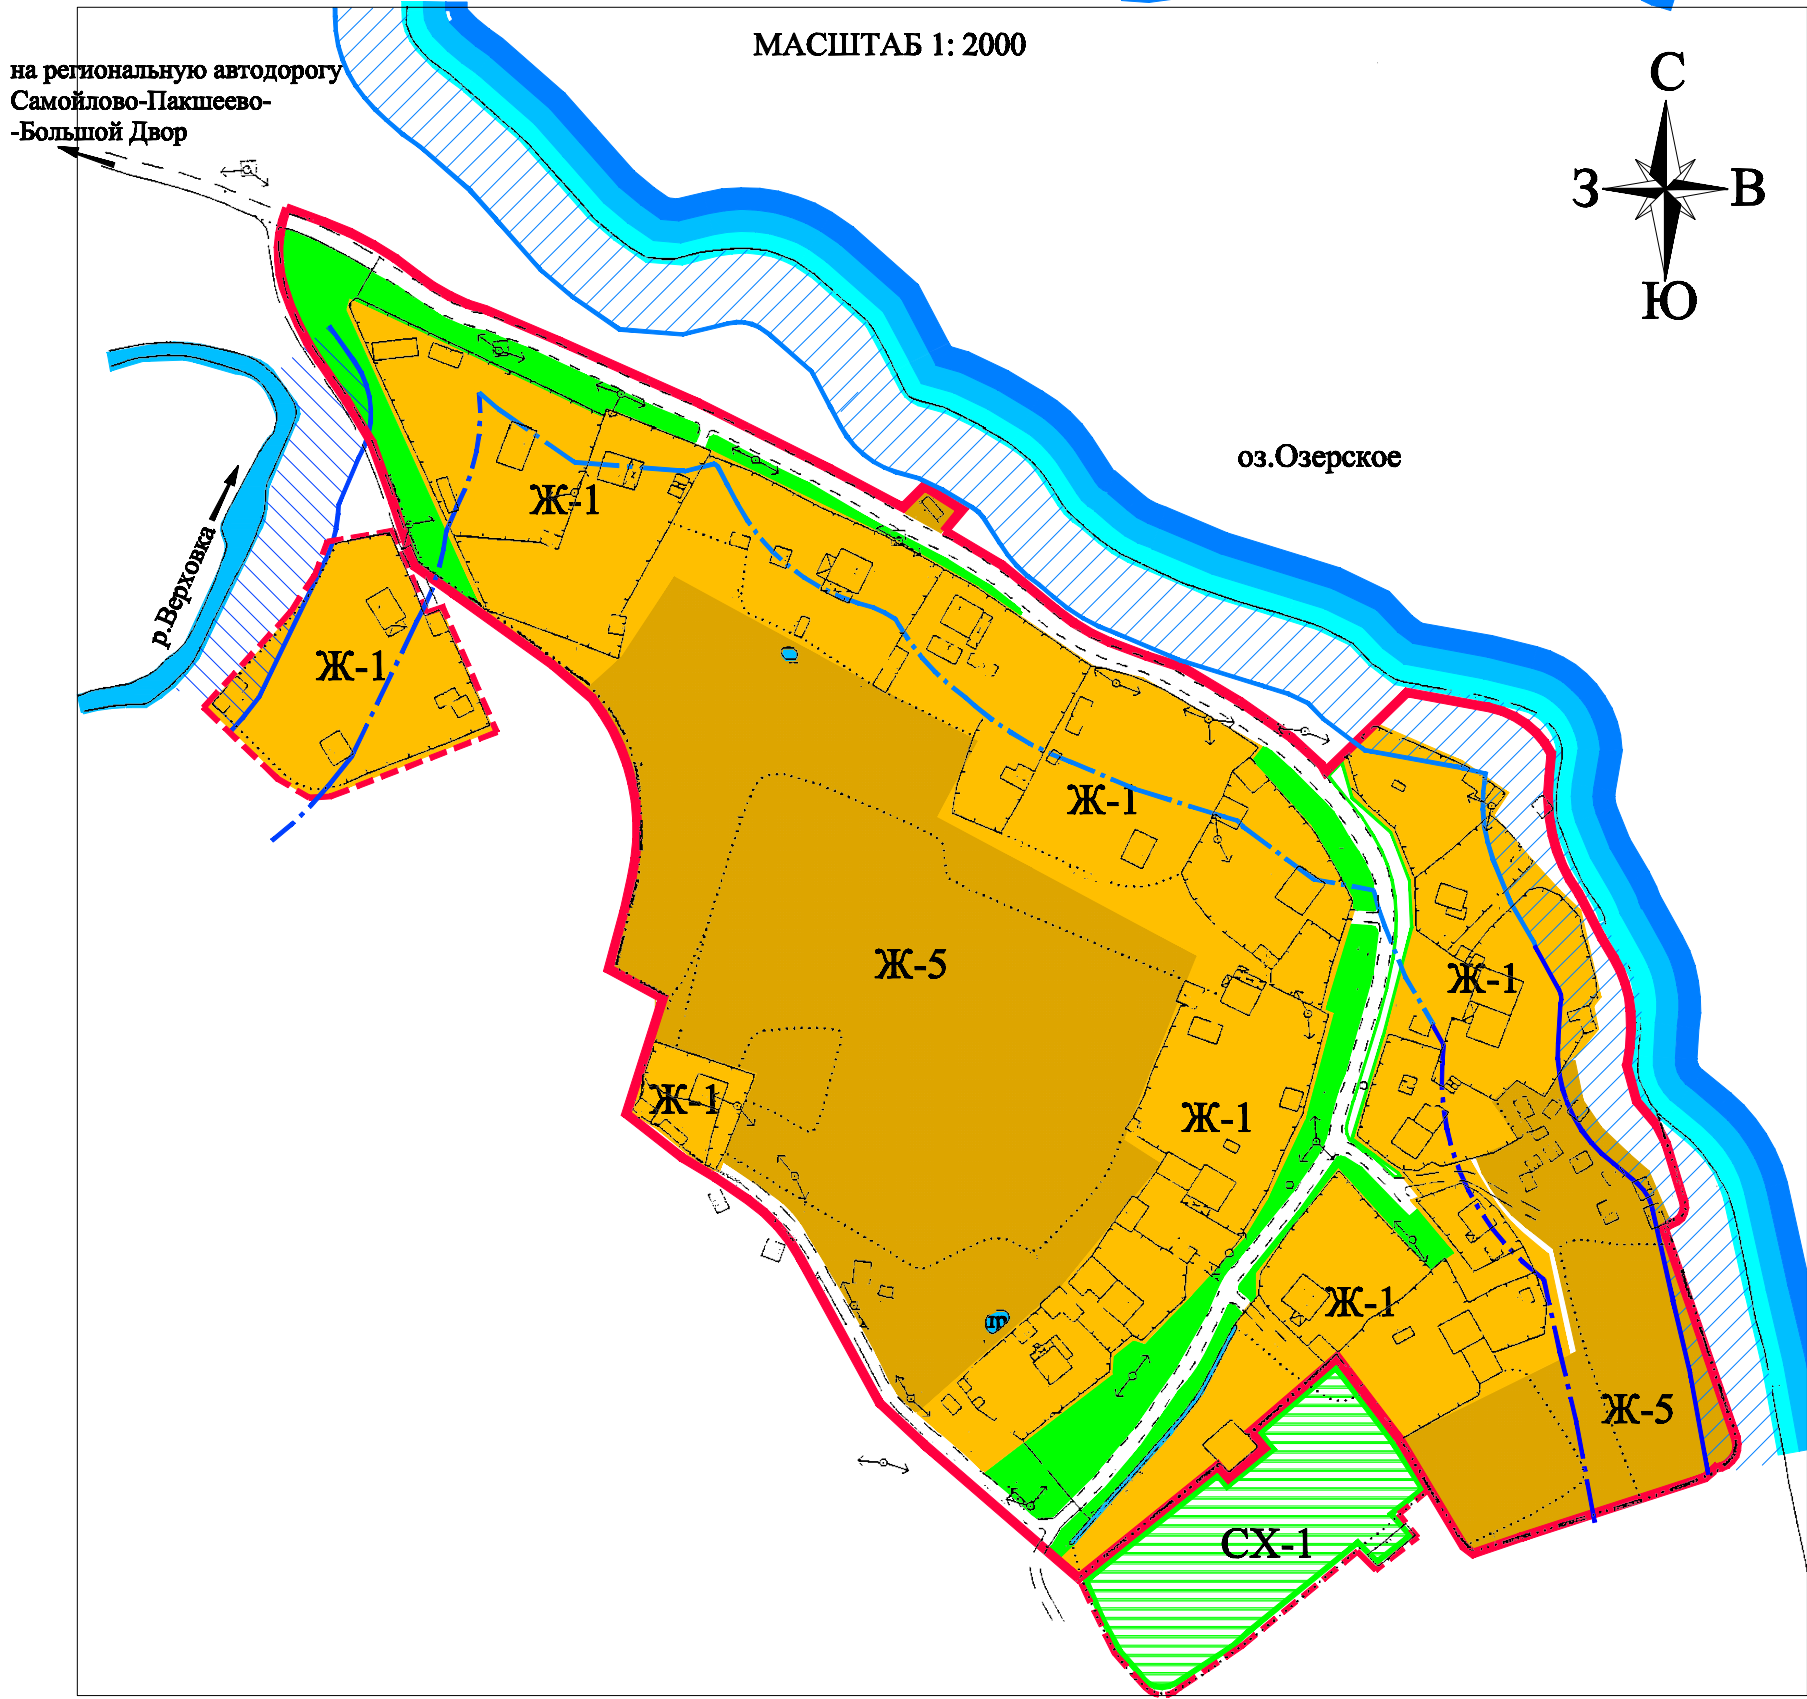 МАСШТАБ 1: 2000
на региональную автодорогу
Самойлово-Пакшеево-
-Большой Двор
С
З
В
Ю
оз.Озерское
Ж-1
р.Верховка
Ж-1
Ж-1
Ж-5
Ж-1
Ж-1
Ж-1
Ж-1
пр
Ж-5
СХ-1